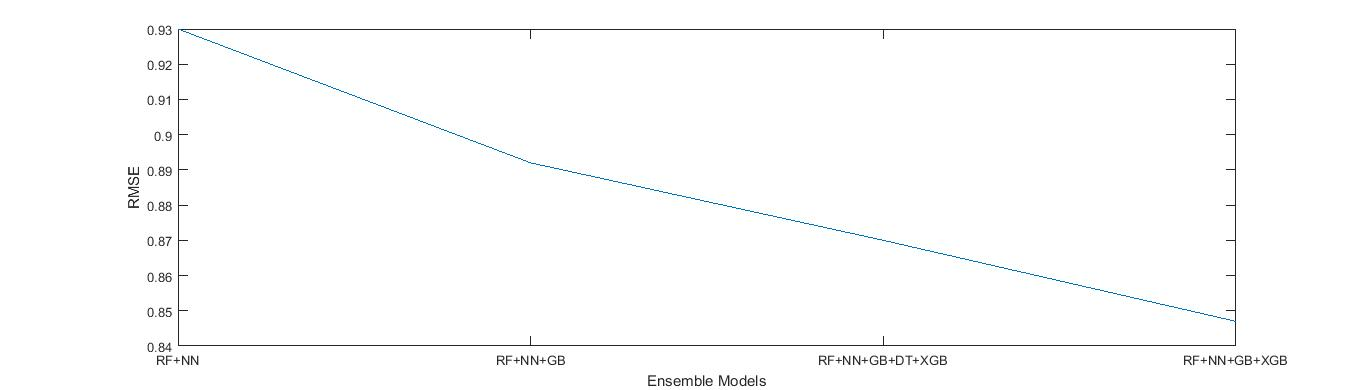 0.93
0.92
0.91
0.9
0.89
0.88
0.87
0.86
0.85
0.84
RMSE
RF+NN
RF+NN+GB
RF+NN+GB+DT+XGB
RF+NN+GB+XGB
Ensemble Models